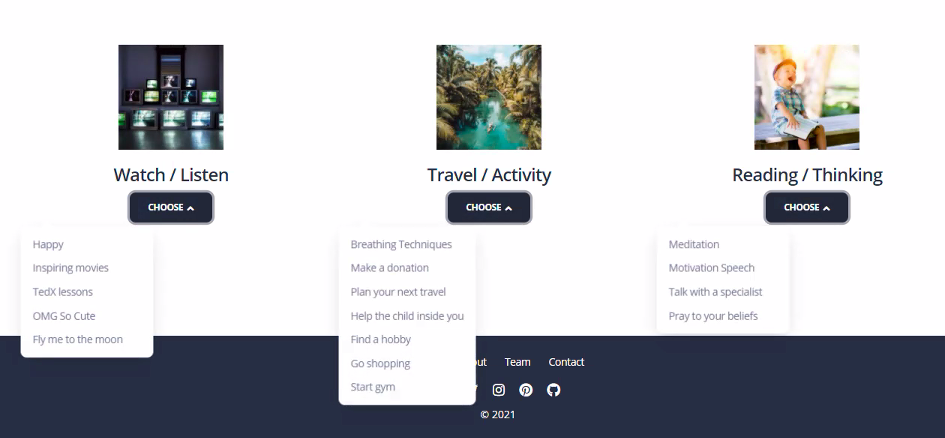 Watch / Listen
CHOOSE
Happy
Inspiring movies
TedX lessons
OMG So Cute
Fly me to the moon
Travel / Activity
CHOOSE
Breathing Techniques
Make a donation
Plan your next travel
Help the child inside you
Find a hobby
Go shopping
Start gym
Reading / Thinking
CHOOSE
Meditation
Motivation Speech
Talk with a specialist
Pray to your beliefs
Team Contact
© 2021